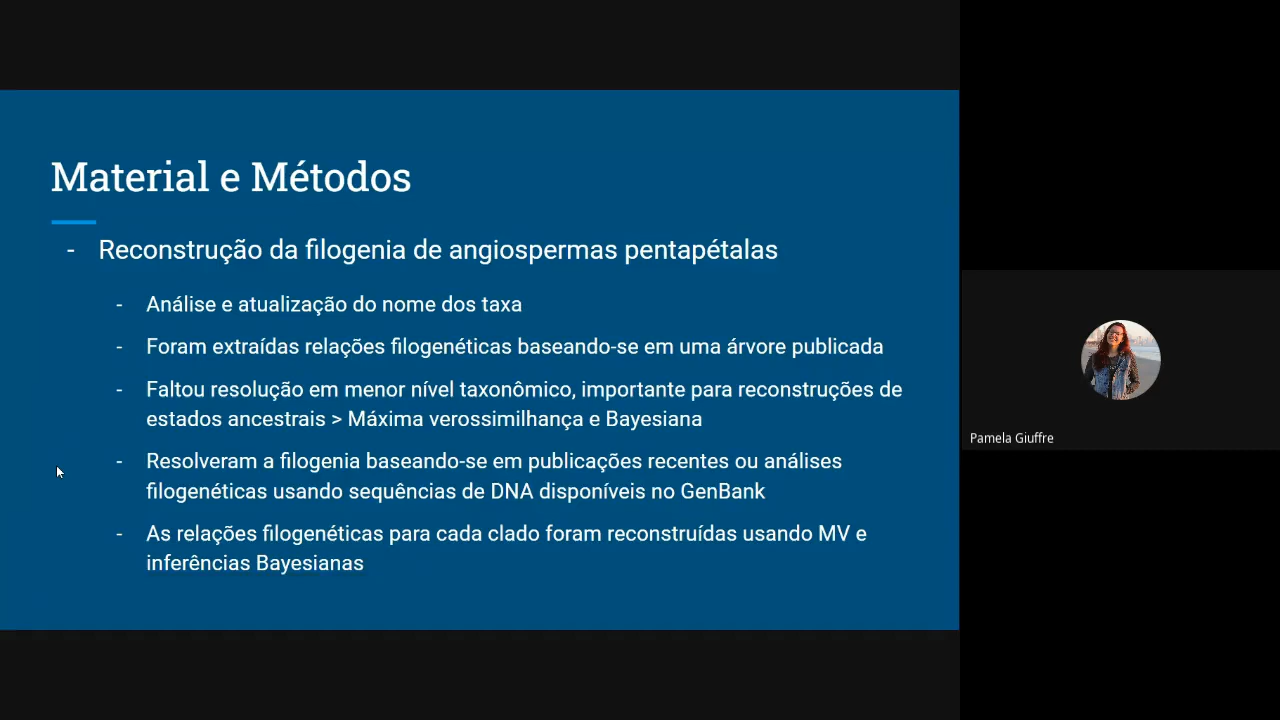 Material e Métodos
- Reconstrução da filogenia de angiospermas pentapétalas
- Análise e atualização do nome dos taxa
- Foram extraídas relações filogenéticas baseando-se em uma árvore publicada
- Faltou resolução em menor nível taxonômico, importante para reconstruções de
estados ancestrais > Máxima verossimilhança e Bayesiana
- Resolveram a filogenia baseando-se em publicações recentes ou análises
filogenéticas usando sequências de DNA disponíveis no GenBank
- As relações filogenéticas para cada clado foram reconstruídas usando MV e
inferências Bayesianas
Pamela Giuffre